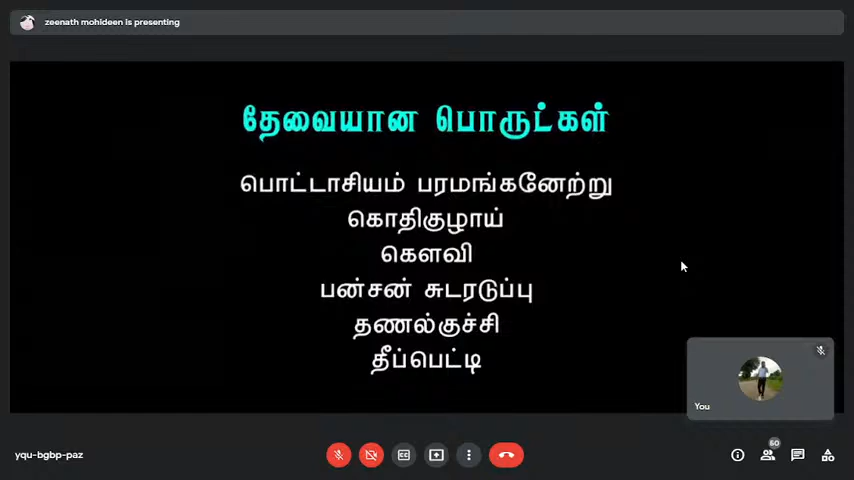 zeenath mohideen is presenting
தேவையான பொருட்கள்
பொட்டாசியம் பரமங்கனேற்று
கொதிகுழாய்
கௌவி
பன்சன் சுடரடுப்பு
தணல்குச்சி
தீப்பெட்டி
You
yqu-bgbp-paz
60